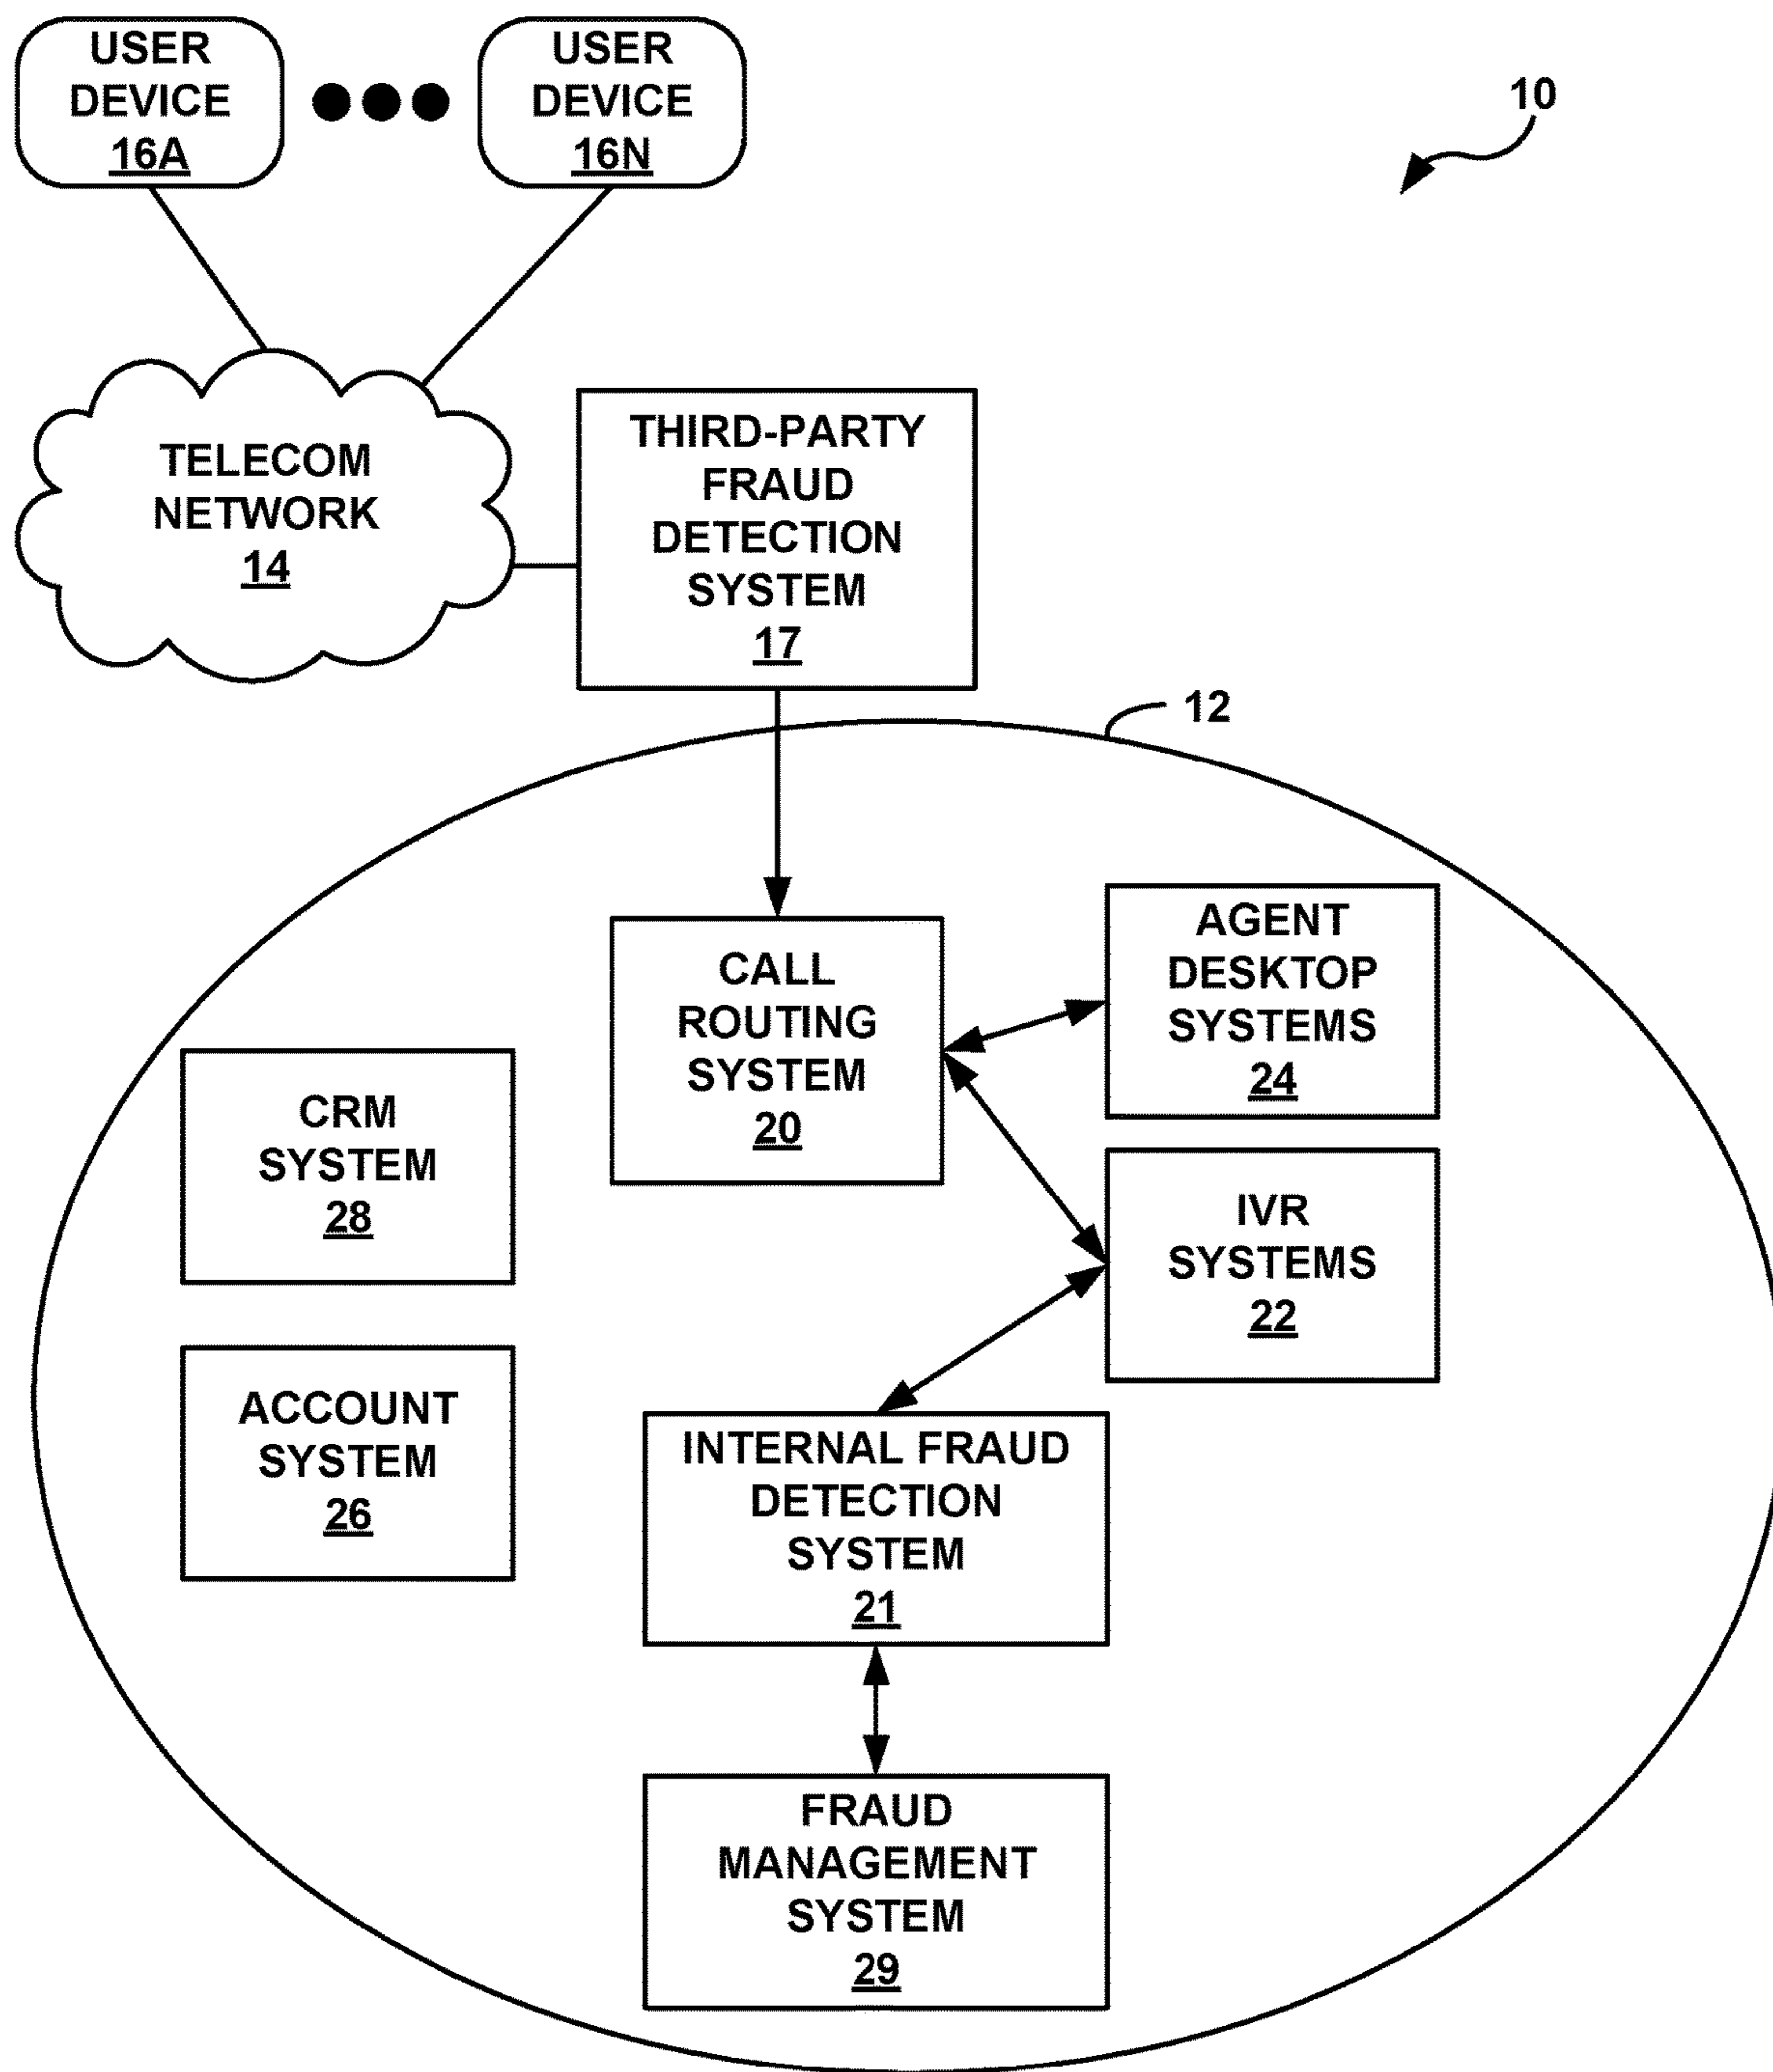 USER
DEVICE
16A
USER
DEVICE
16N
10
TELECOM
NETWORK
14
THIRD-PARTY
FRAUD
DETECTION
SYSTEM
17
12
CALL
ROUTING
SYSTEM
20
AGENT
DESKTOP
SYSTEMS
24
CRM
SYSTEM
28
IVR
SYSTEMS
22
ACCOUNT
SYSTEM
26
INTERNAL FRAUD
DETECTION
SYSTEM
21
FRAUD
MANAGEMENT
SYSTEM
29